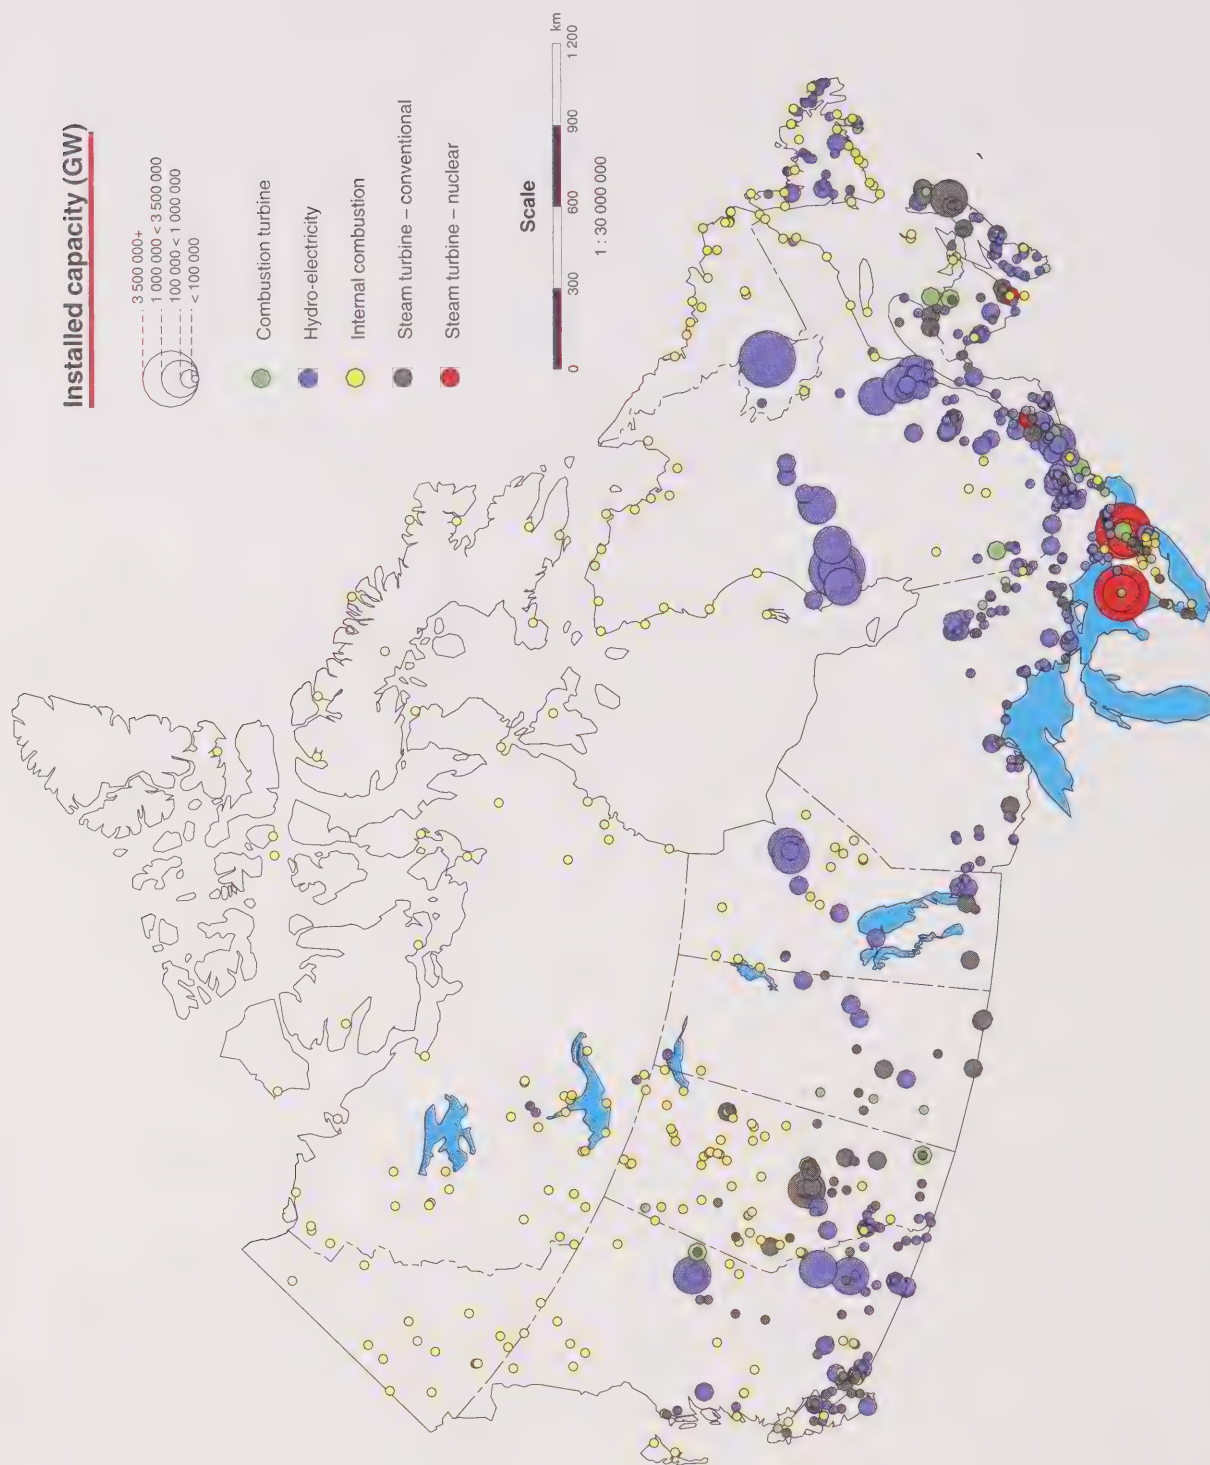 Installed capacity (GW)
3 500 000+
1 000 000 < 3 500 000
100 000 < 1 000 000
< 100 000
Combustion turbine
Hydro-electricity
Internal combustion
Steam turbine – conventional
Steam turbine – nuclear
Scale
0 300 600 900 1 200
km
1 : 30 000 000